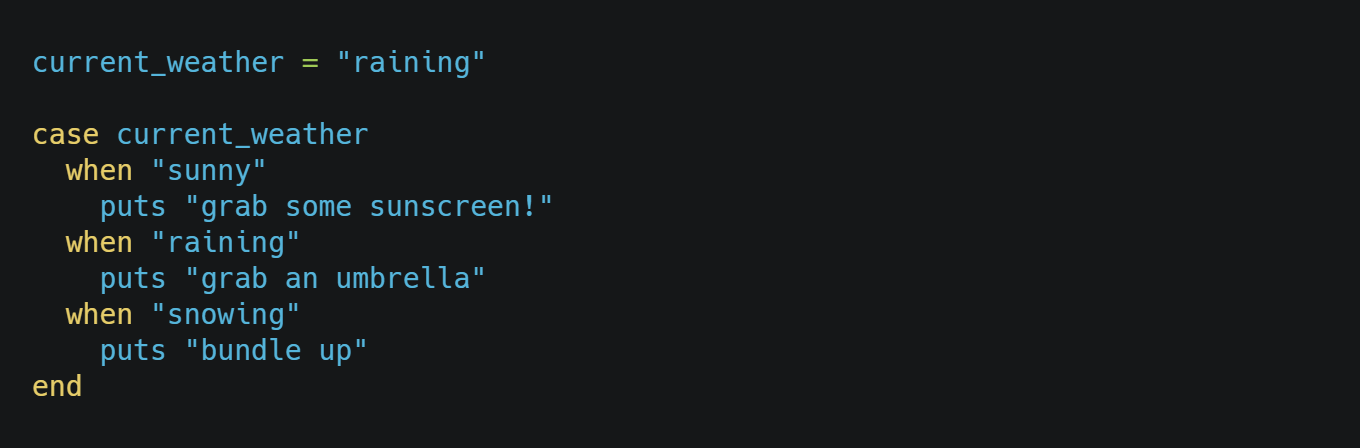 current_weather = "raining"

case current_weather
  when "sunny"
    puts "grab some sunscreen!"
  when "raining"
    puts "grab an umbrella"
  when "snowing"
    puts "bundle up"
end